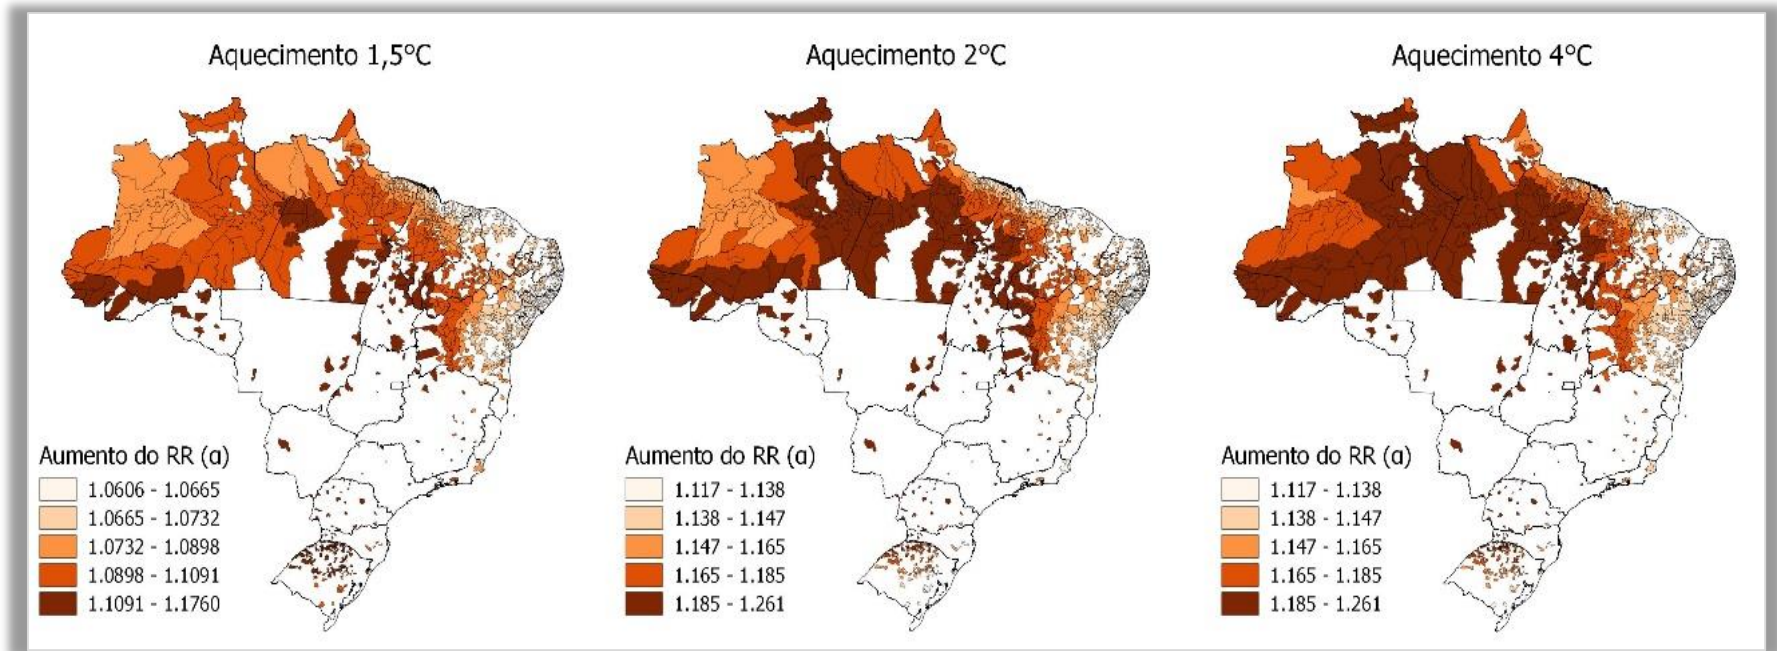 Aquecimento 1,5°C
Aquecimento 2°C
Aquecimento 4°C
Aumento do RR (α)
1.0606 - 1.0665
1.0665 - 1.0732
1.0732 - 1.0898
1.0898 - 1.1091
1.1091 - 1.1760
Aumento do RR (α)
1.117 - 1.138
1.138 - 1.147
1.147 - 1.165
1.165 - 1.185
1.185 - 1.261
Aumento do RR (α)
1.117 - 1.138
1.138 - 1.147
1.147 - 1.165
1.165 - 1.185
1.185 - 1.261